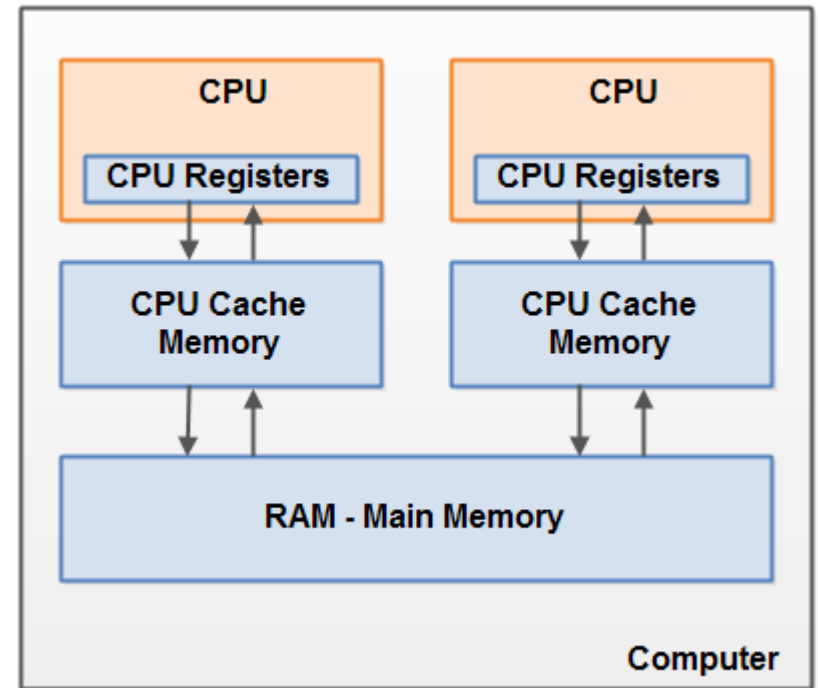 CPU
CPU
CPU Registers
CPU Registers
CPU Cache
Memory
CPU Cache
Memory
RAM - Main Memory
Computer